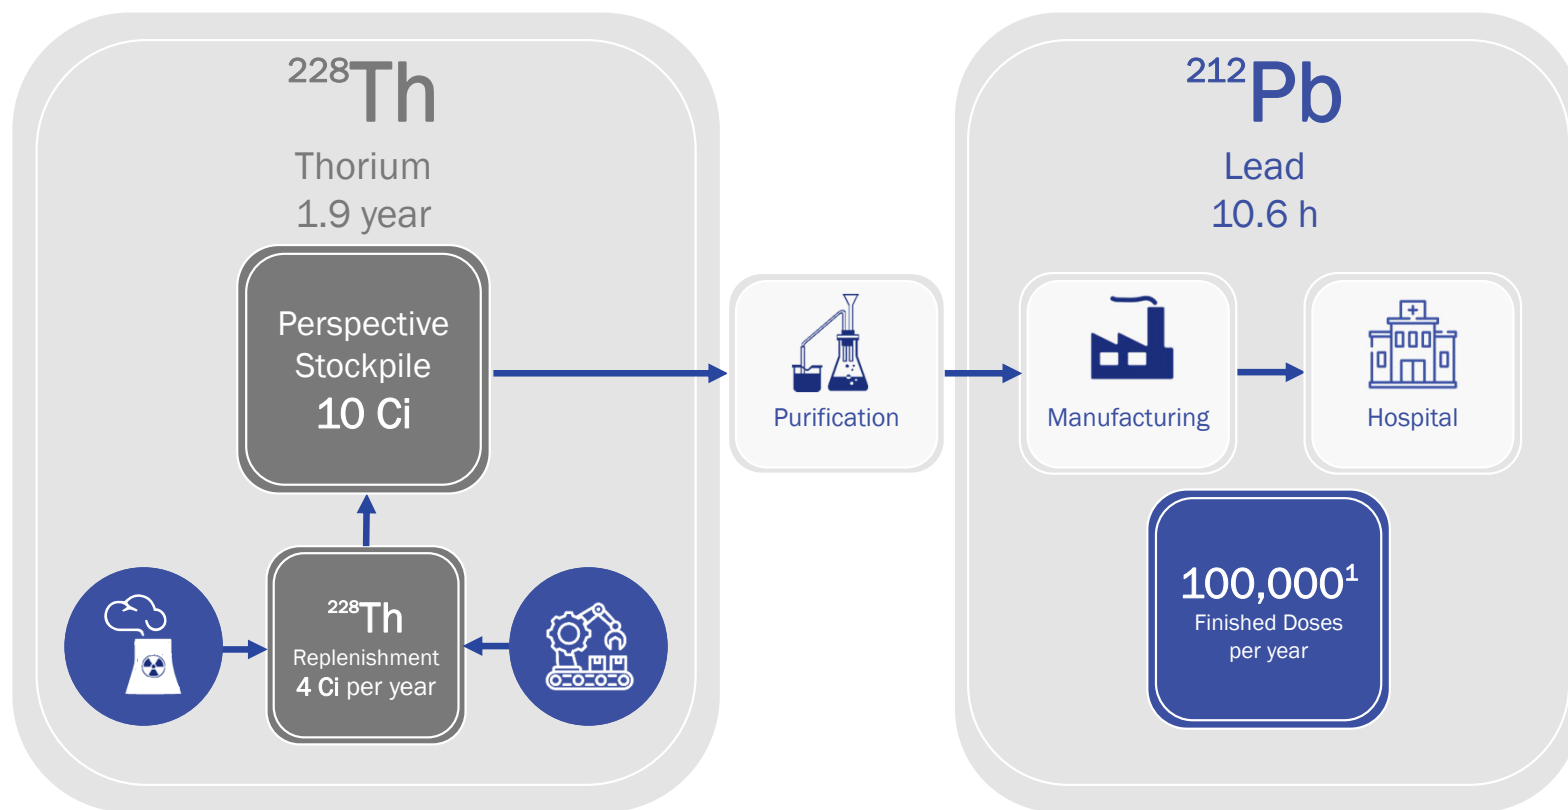 ²²⁸Th
Thorium
1.9 year
Perspective
Stockpile
10 Ci
²²⁸Th
Replenishment
4 Ci per year
Purification
²¹²Pb
Lead
10.6 h
Manufacturing
Hospital
100,000¹
Finished Doses
per year